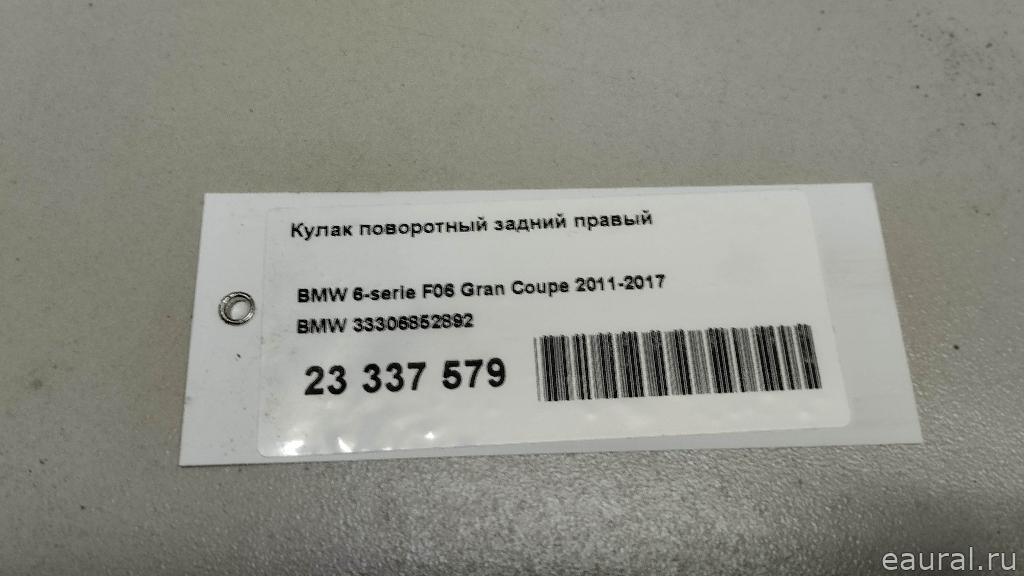 Кулак поворотный задний правый
BMW 6-serie F06 Gran Coupe 2011-2017
BMW 33306852892
23 337 579
eaural.ru